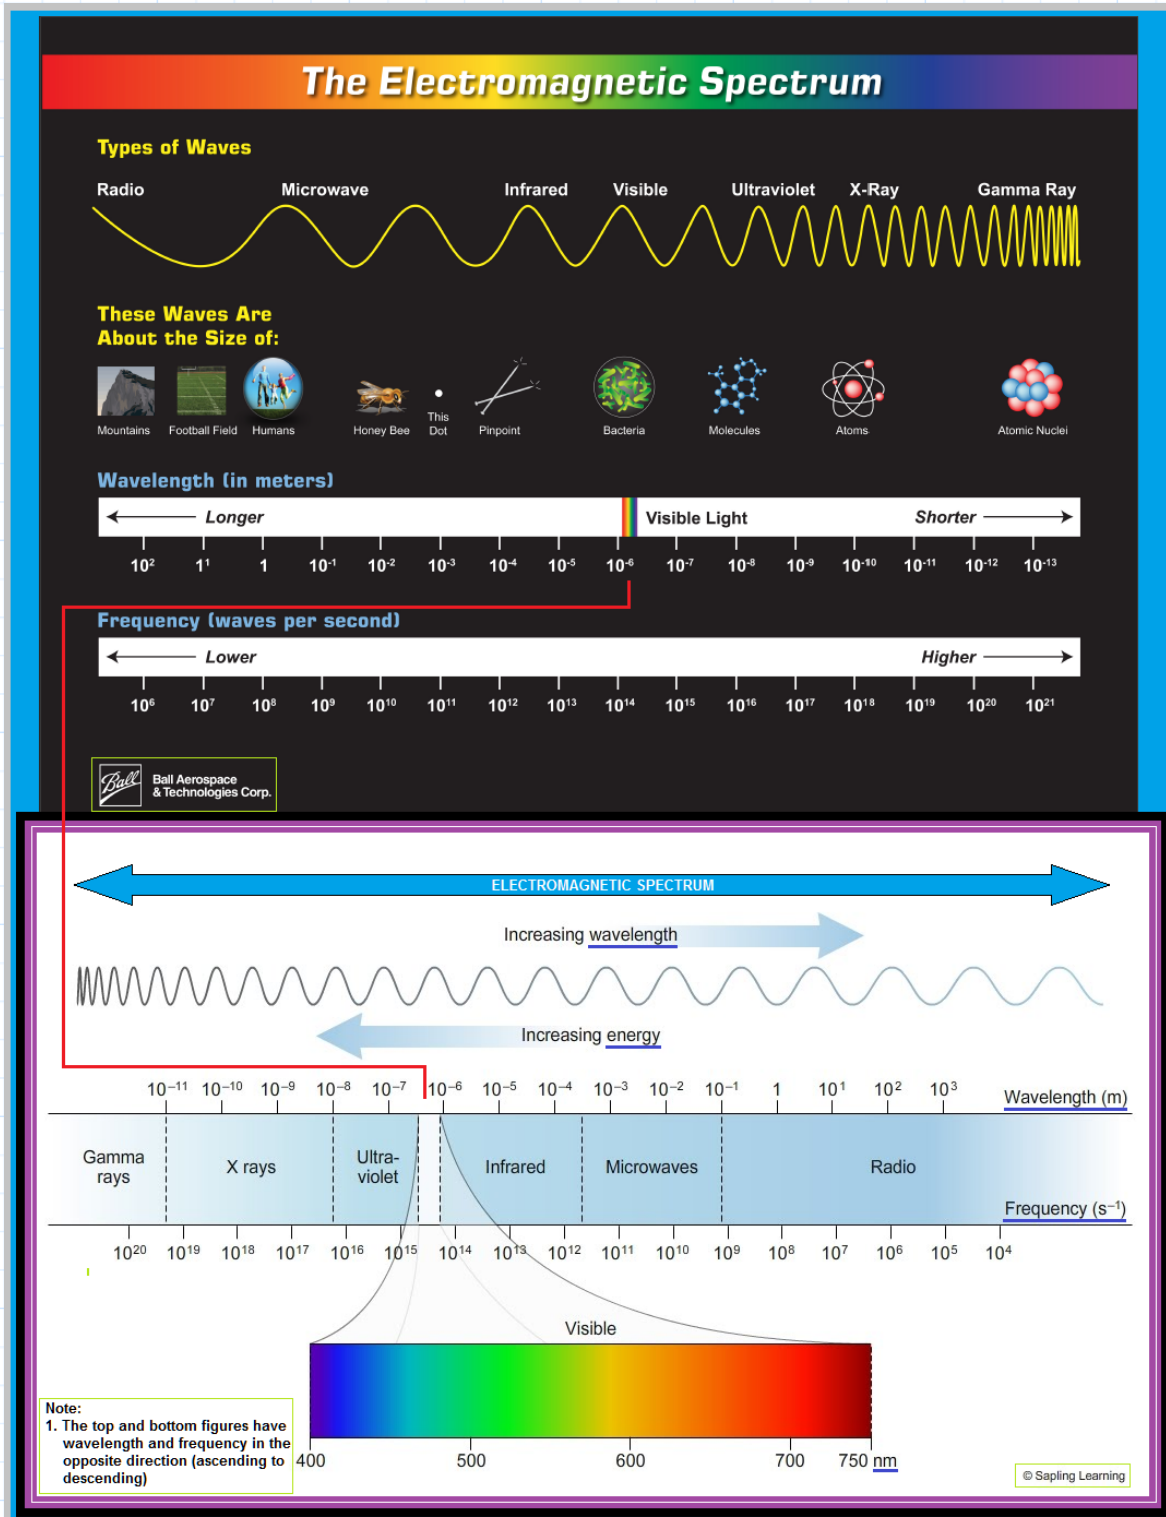 The Electromagnetic Spectrum
Types of Waves
Radio Microwave Infrared Visible Ultraviolet X-Ray Gamma Ray
These Waves Are
About the Size of:
Mountains Football Field Humans Honey Bee This Dot Pinpoint Bacteria Molecules Atoms Atomic Nuclei
Wavelength (in meters)
Longer Visible Light Shorter
10² 1¹ 1 10⁻¹ 10⁻² 10⁻³ 10⁻⁴ 10⁻⁵ 10⁻⁶ 10⁻⁷ 10⁻⁸ 10⁻⁹ 10⁻¹⁰ 10⁻¹¹ 10⁻¹² 10⁻¹³
Frequency (waves per second)
Lower Higher
10⁶ 10⁷ 10⁸ 10⁹ 10¹⁰ 10¹¹ 10¹² 10¹³ 10¹⁴ 10¹⁵ 10¹⁶ 10¹⁷ 10¹⁸ 10¹⁹ 10²⁰ 10²¹
Ball
Ball Aerospace
& Technologies Corp.
ELECTROMAGNETIC SPECTRUM
Increasing wavelength
Increasing energy
10⁻¹¹ 10⁻¹⁰ 10⁻⁹ 10⁻⁸ 10⁻⁷ 10⁻⁶ 10⁻⁵ 10⁻⁴ 10⁻³ 10⁻² 10⁻¹ 1 10¹ 10² 10³ Wavelength (m)
Gamma rays X rays Ultra-violet Infrared Microwaves Radio
Frequency (s⁻¹)
10²⁰ 10¹⁹ 10¹⁸ 10¹⁷ 10¹⁶ 10¹⁵ 10¹⁴ 10¹³ 10¹² 10¹¹ 10¹⁰ 10⁹ 10⁸ 10⁷ 10⁶ 10⁵ 10⁴
Visible
400 500 600 700 750 nm
Note:
1. The top and bottom figures have
wavelength and frequency in the
opposite direction (ascending to
descending)
© Sapling Learning